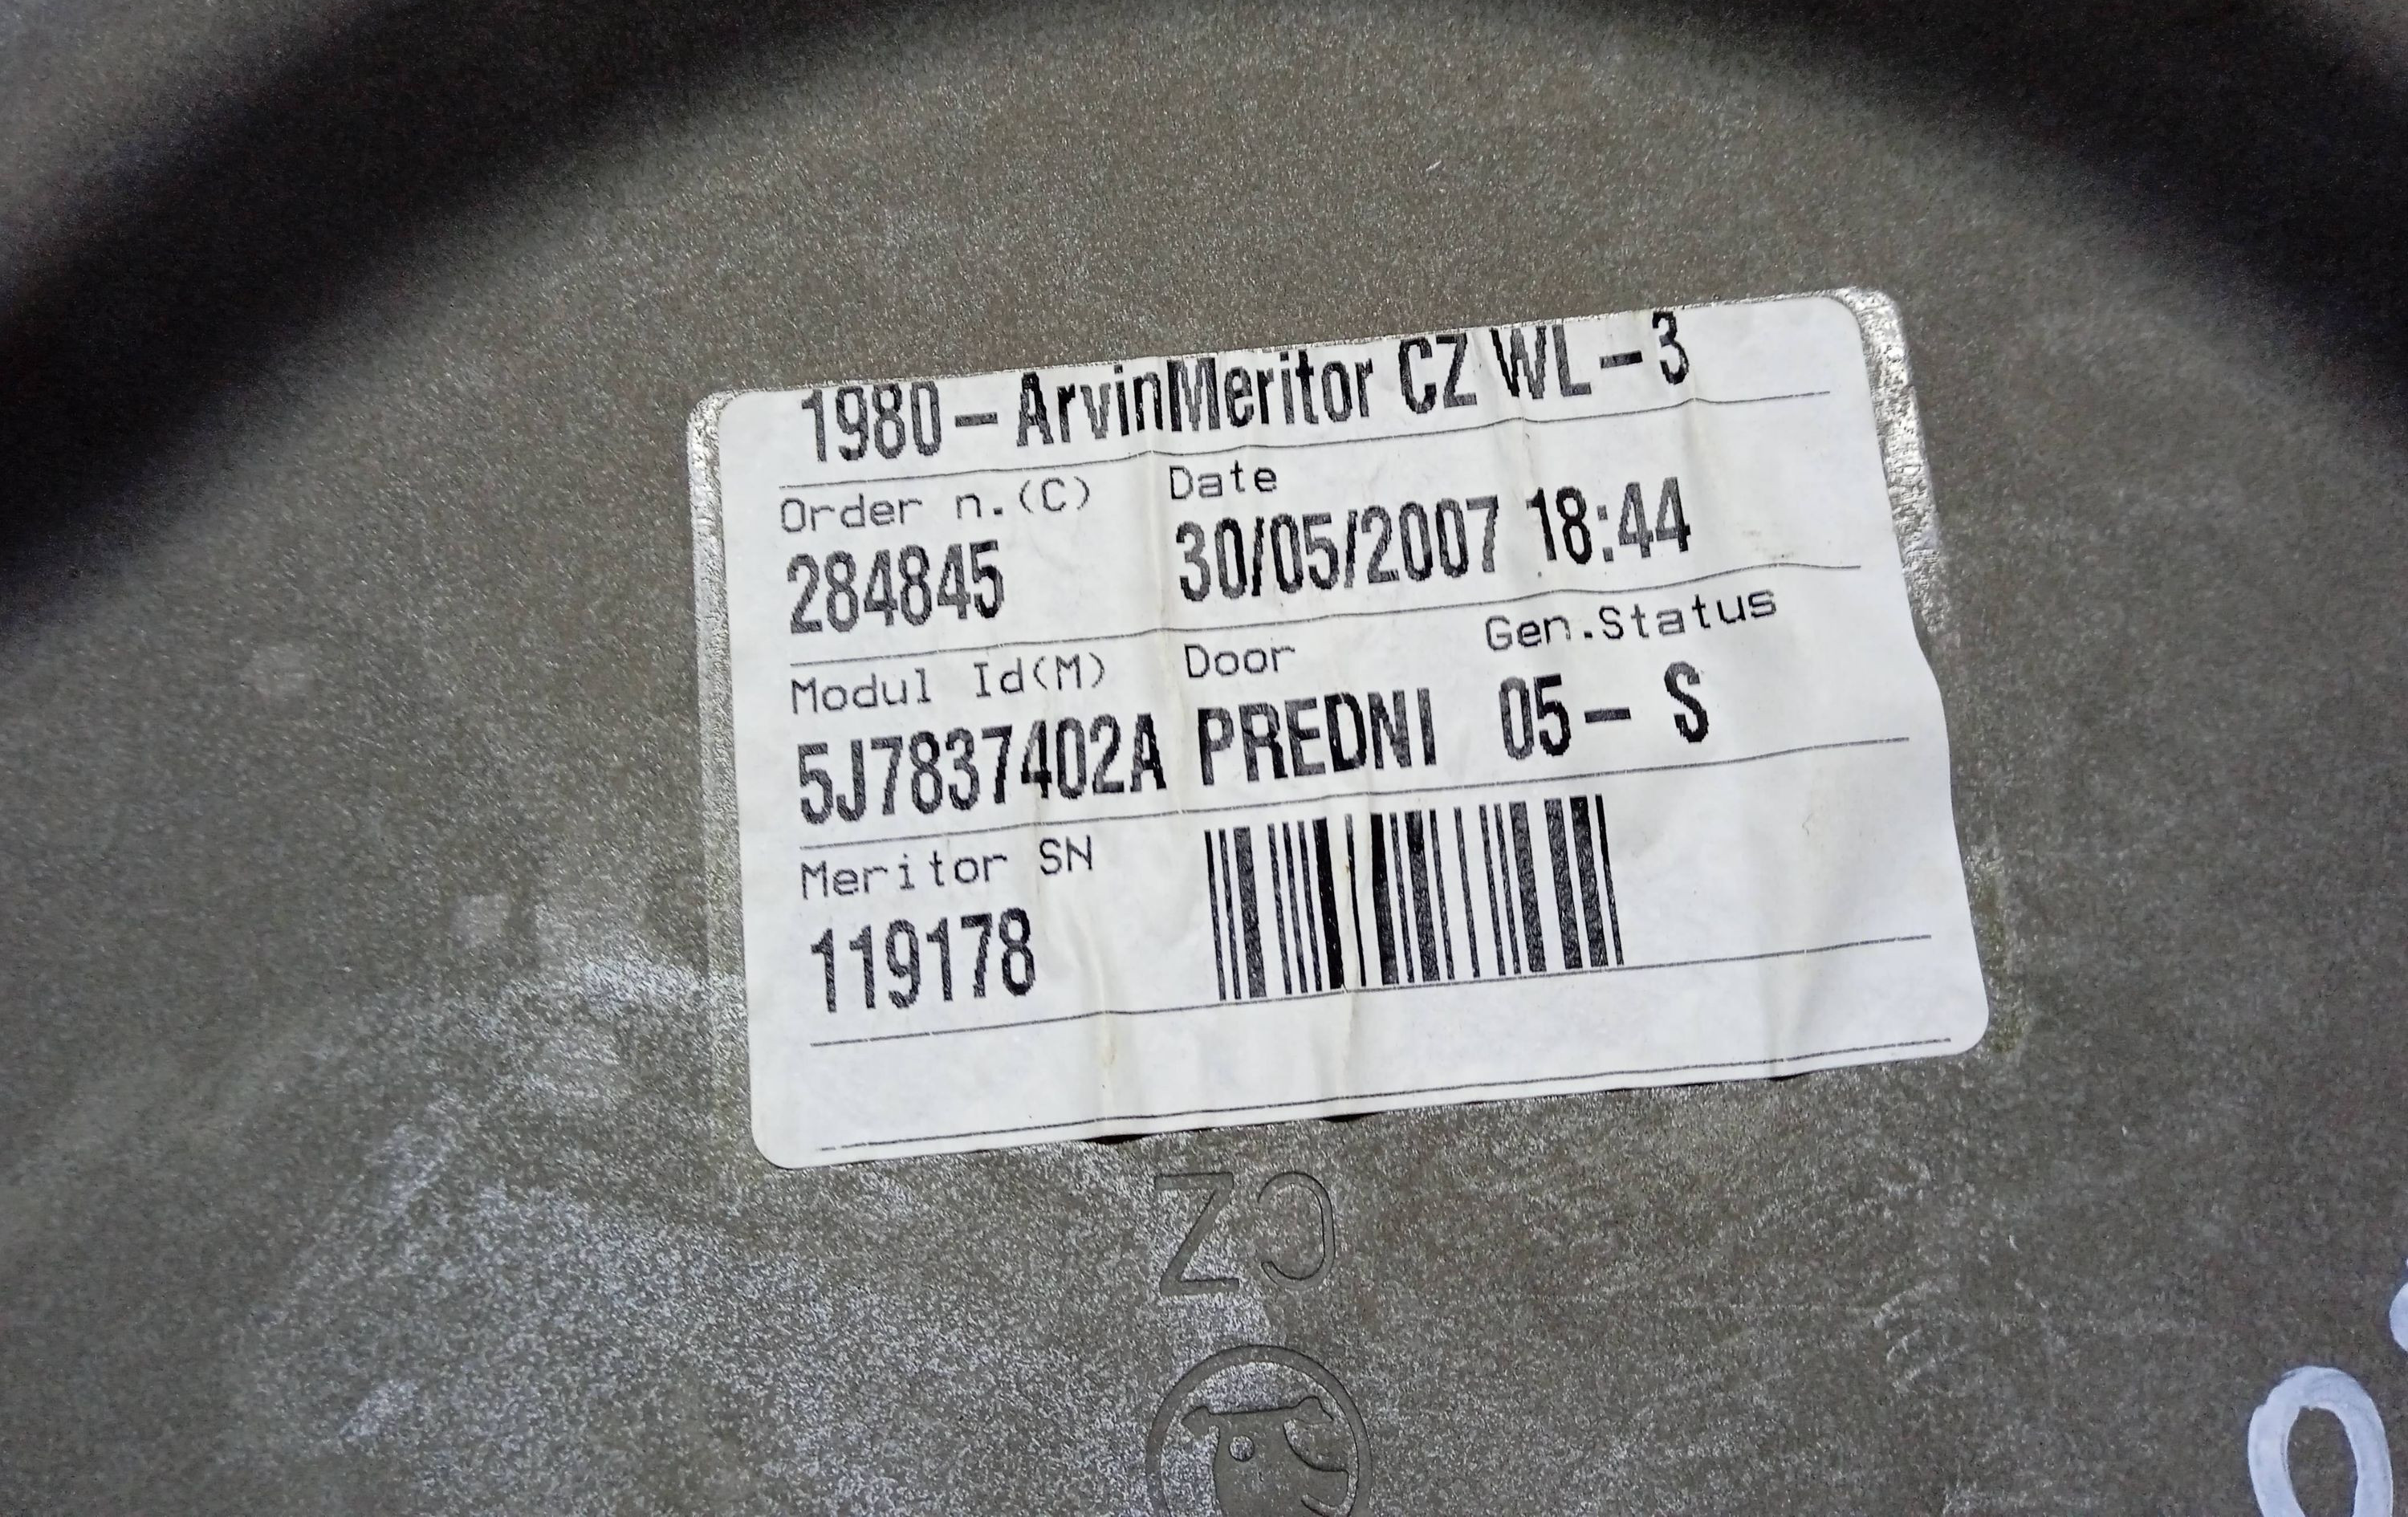 1980-ArvinMeritor CZ WL-3
Order n.(C) Date
284845 30/05/2007 18:44
Modul Id(M) Door Gen.Status
5J7837402A PREDNI 05- S
Meritor SN
119178
CZ